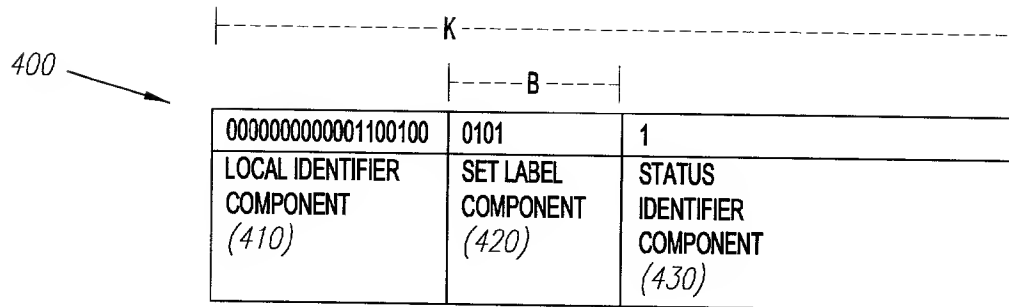 K
400
B
0000000000001100100 0101 1
LOCAL IDENTIFIER SET LABEL STATUS
COMPONENT COMPONENT IDENTIFIER
(410) (420) COMPONENT
(430)